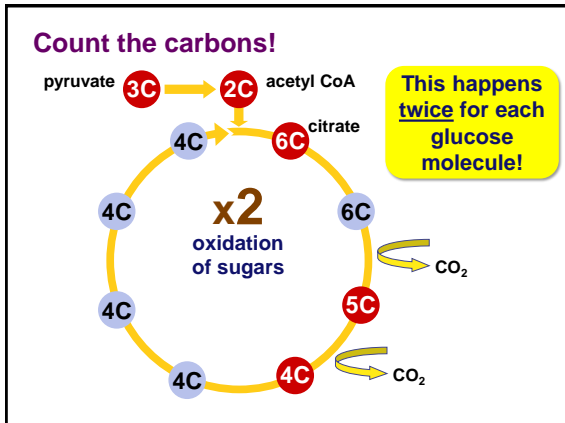 Count the carbons!
pyruvate 3C 2C acetyl CoA
This happens
twice for each
glucose
molecule!
4C 6C citrate
4C 6C
x2
oxidation
of sugars
CO₂
4C 5C
4C 4C CO₂